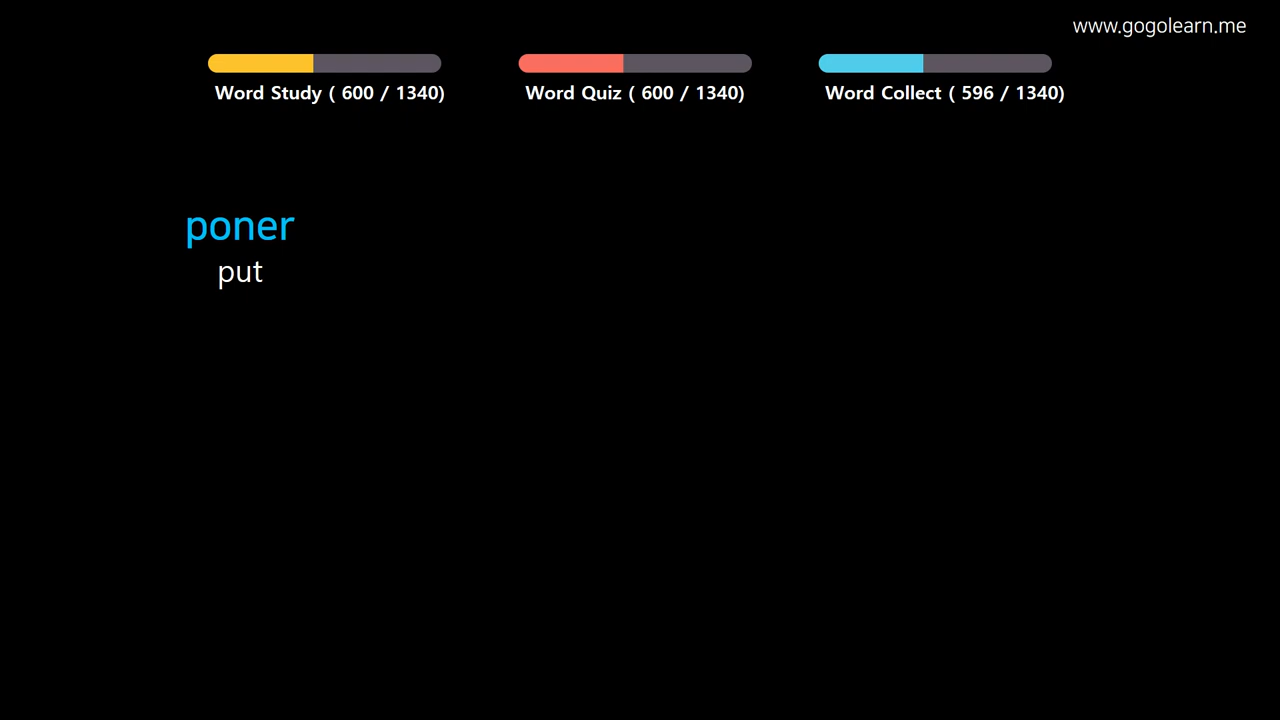 www.gogolearn.me
Word Study ( 600 / 1340)
Word Quiz ( 600 / 1340)
Word Collect ( 596 / 1340)
poner
put